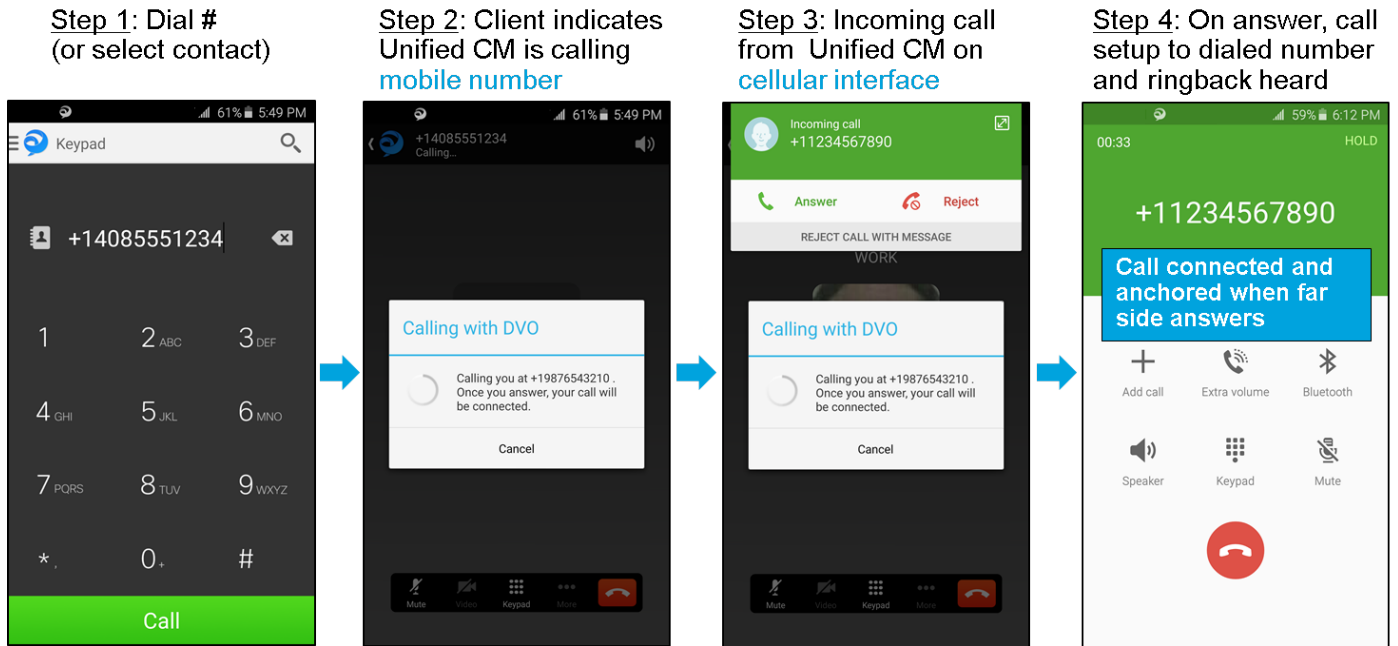 Step 1: Dial #
(or select contact)
Step 2: Client indicates
Unified CM is calling
mobile number
Step 3: Incoming call
from Unified CM on
cellular interface
Step 4: On answer, call
setup to dialed number
and ringback heard
61% 5:49 PM
Keypad
+14085551234
1
2 ABC
3 DEF
4 GHI
5 JKL
6 MNO
7 PQRS
8 TUV
9 WXYZ
* ,
0 +
#
Call
61% 5:49 PM
+14085551234
Calling...
Calling with DVO
Calling you at +19876543210 .
Once you answer, your call will
be connected.
Cancel
Mute
Video
Keypad
More
Incoming call
+11234567890
Answer
Reject
REJECT CALL WITH MESSAGE
WORK
Calling with DVO
Calling you at +19876543210 .
Once you answer, your call will
be connected.
Cancel
Mute
Video
Keypad
More
59% 6:12 PM
00:33
HOLD
+11234567890
Call connected and
anchored when far
side answers
Add call
Extra volume
Bluetooth
Speaker
Keypad
Mute